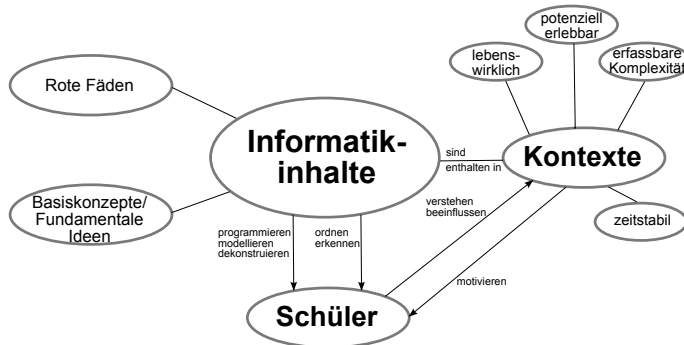 potenziell
erlebbar
lebens-
wirklich
erfassbare
Komplexität
Rote Fäden
Informatik-
inhalte
sind
enthalten in
Kontexte
Basiskonzepte/
Fundamentale
Ideen
verstehen
beeinflussen
zeitstabil
programmieren
modellieren
dekonstruieren
ordnen
erkennen
motivieren
Schüler